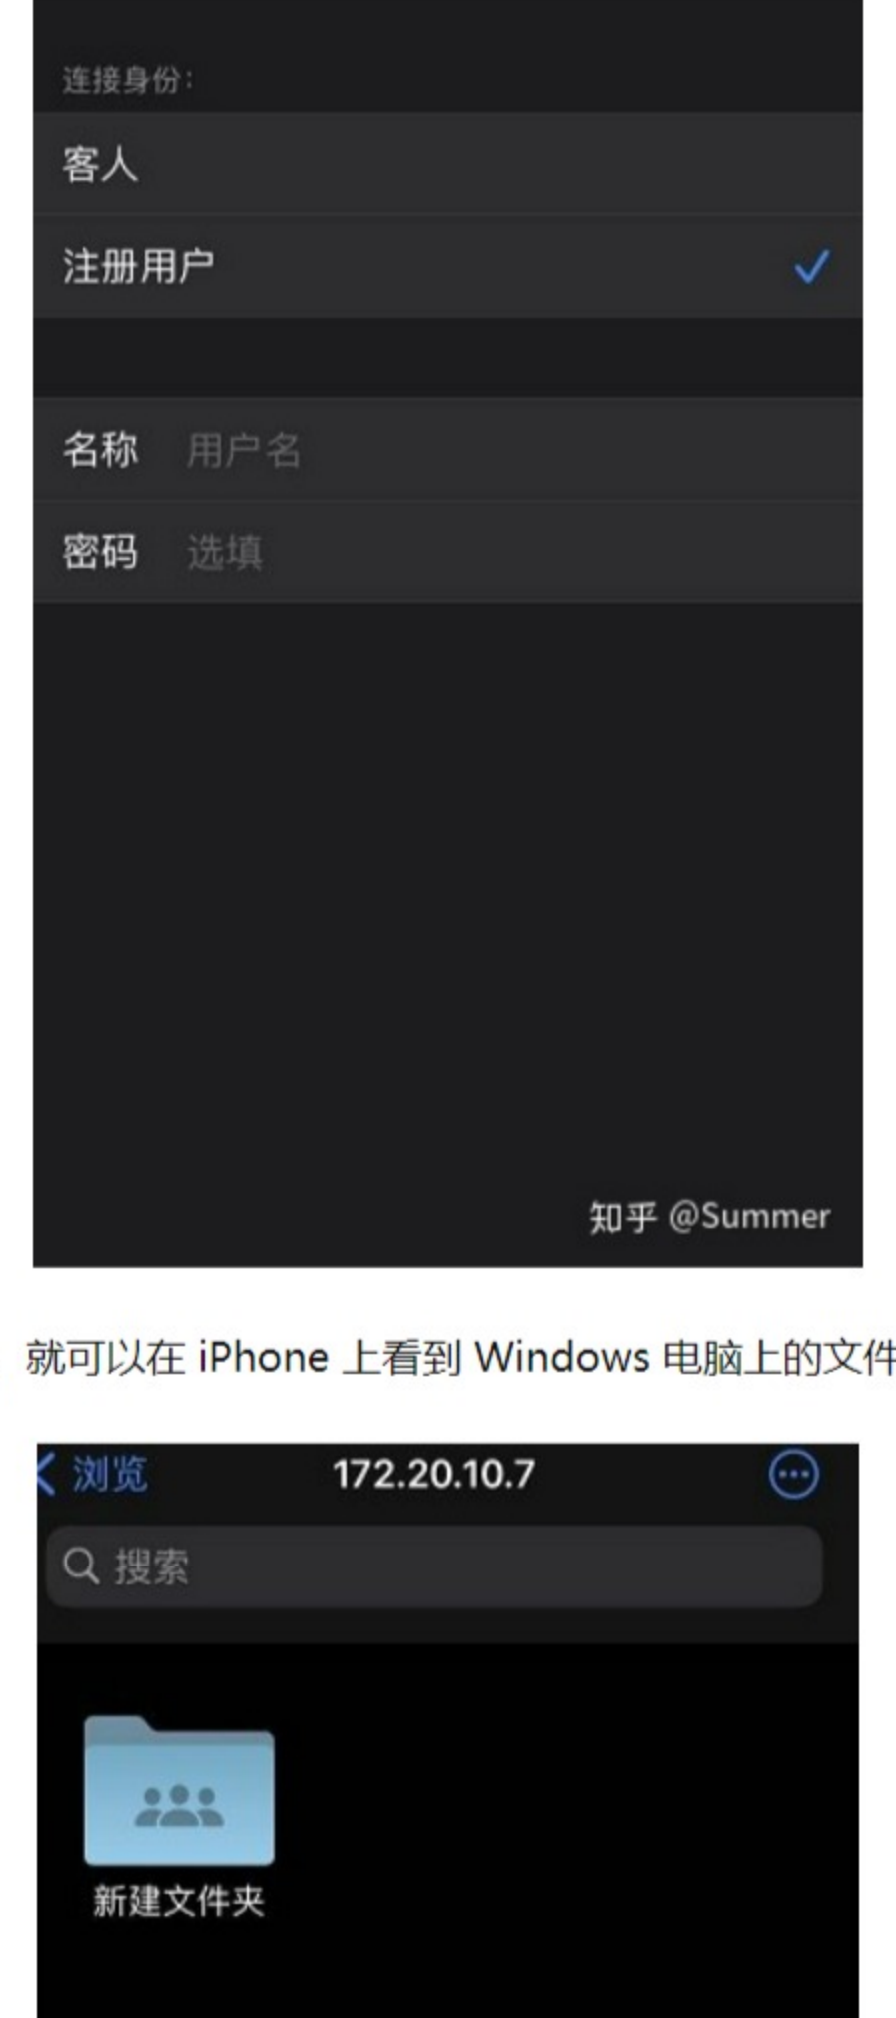 连接身份：
客人
注册用户
名称 用户名
密码 选填
知乎 @Summer
就可以在 iPhone 上看到 Windows 电脑上的文件
浏览 172.20.10.7
搜索
新建文件夹